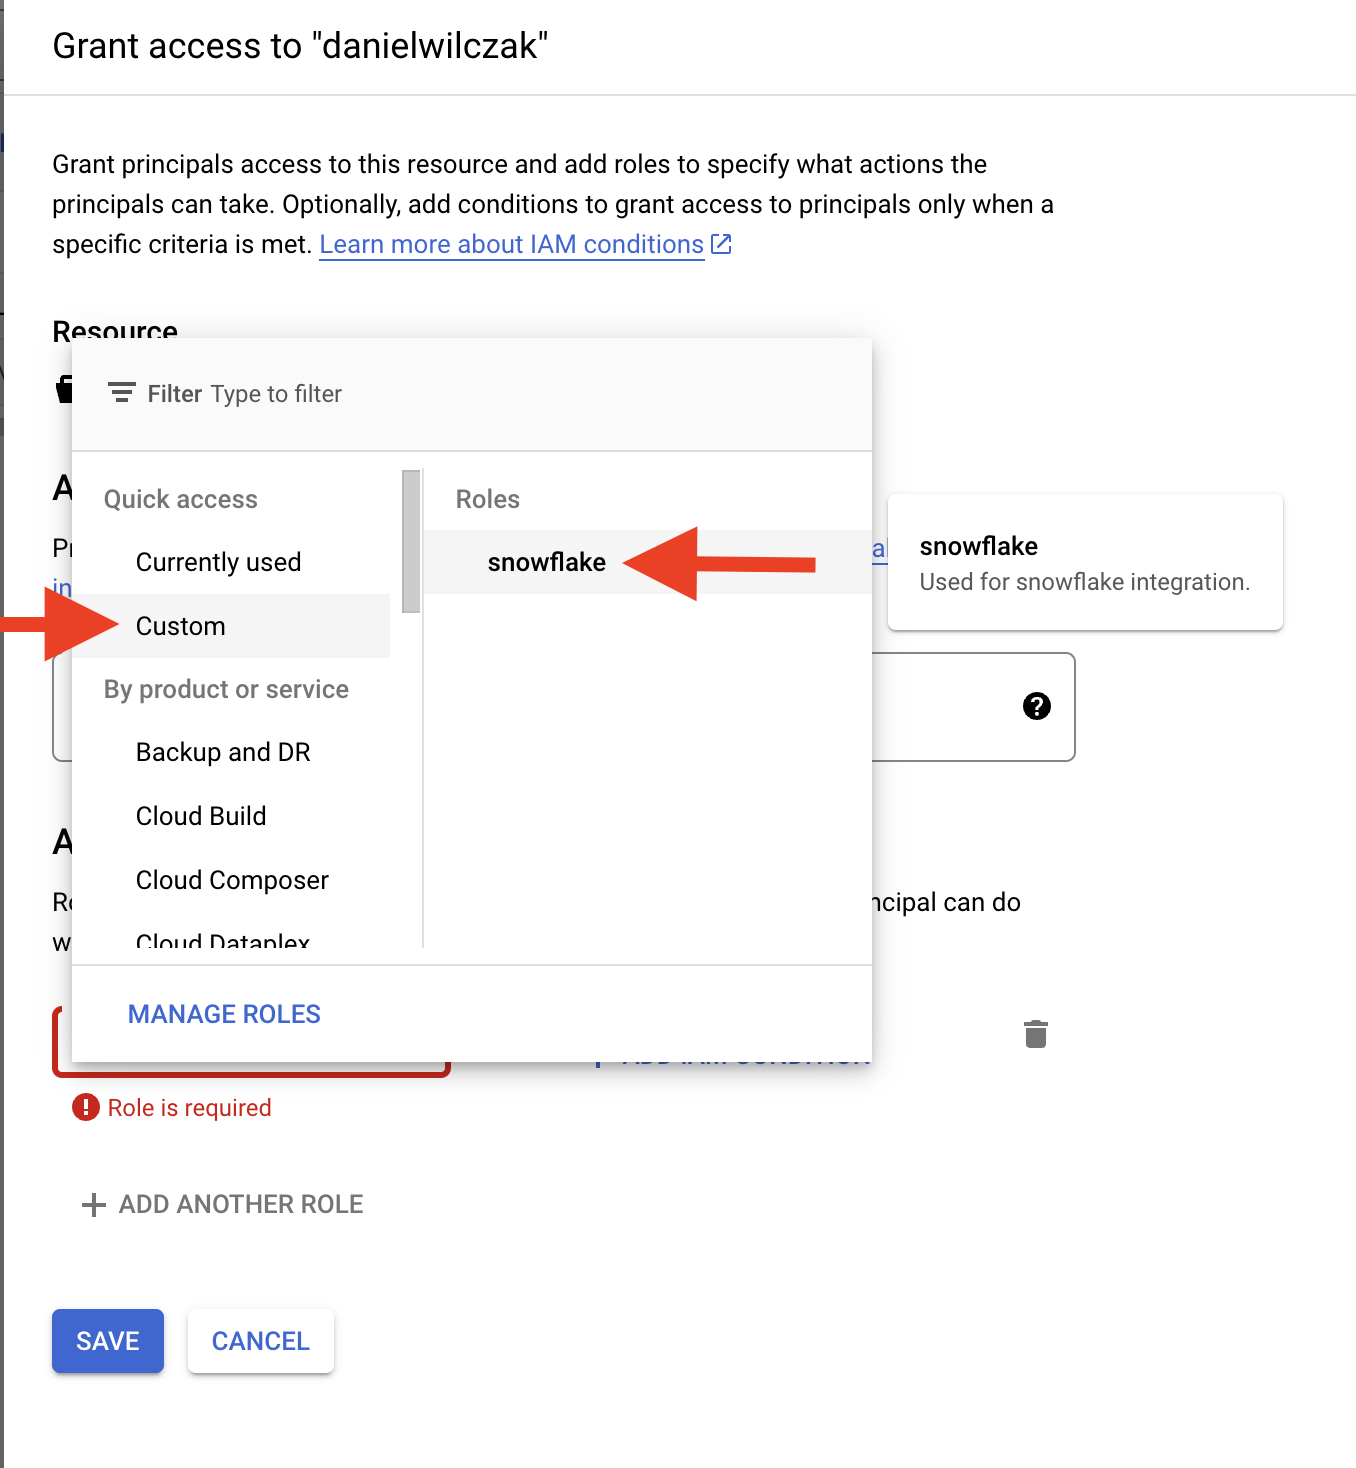 Grant access to "danielwilczak"
Grant principals access to this resource and add roles to specify what actions the
principals can take. Optionally, add conditions to grant access to principals only when a
specific criteria is met. Learn more about IAM conditions
Resource
Filter Type to filter
Quick access
Currently used
Custom
By product or service
Backup and DR
Cloud Build
Cloud Composer
Cloud Dataplex
MANAGE ROLES
Roles
snowflake
snowflake
Used for snowflake integration.
can do
ADD IAM CONDITION
Role is required
ADD ANOTHER ROLE
SAVE
CANCEL